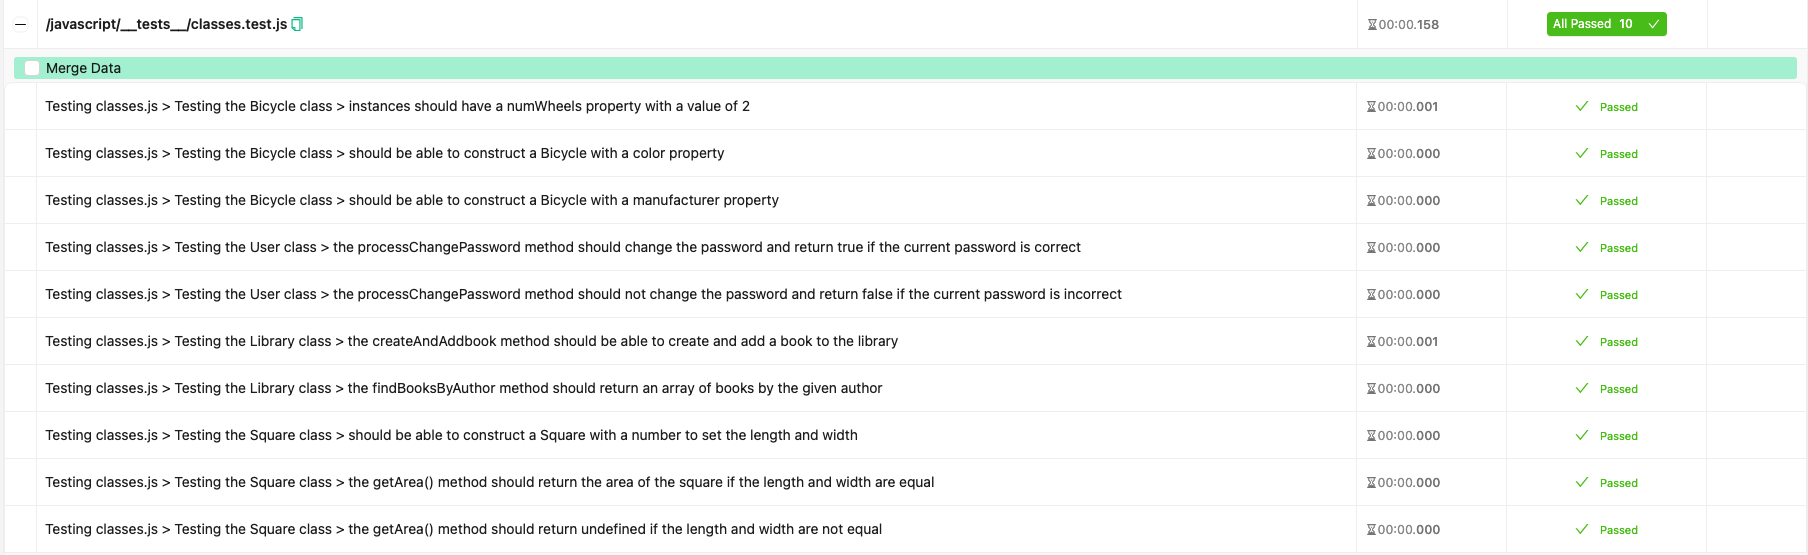 /javascript/__tests__/classes.test.js 00:00.158 All Passed 10
Merge Data
Testing classes.js > Testing the Bicycle class > instances should have a numWheels property with a value of 2 00:00.001 Passed
Testing classes.js > Testing the Bicycle class > should be able to construct a Bicycle with a color property 00:00.000 Passed
Testing classes.js > Testing the Bicycle class > should be able to construct a Bicycle with a manufacturer property 00:00.000 Passed
Testing classes.js > Testing the User class > the processChangePassword method should change the password and return true if the current password is correct 00:00.000 Passed
Testing classes.js > Testing the User class > the processChangePassword method should not change the password and return false if the current password is incorrect 00:00.000 Passed
Testing classes.js > Testing the Library class > the createAndAddbook method should be able to create and add a book to the library 00:00.001 Passed
Testing classes.js > Testing the Library class > the findBooksByAuthor method should return an array of books by the given author 00:00.000 Passed
Testing classes.js > Testing the Square class > should be able to construct a Square with a number to set the length and width 00:00.000 Passed
Testing classes.js > Testing the Square class > the getArea() method should return the area of the square if the length and width are equal 00:00.000 Passed
Testing classes.js > Testing the Square class > the getArea() method should return undefined if the length and width are not equal 00:00.000 Passed